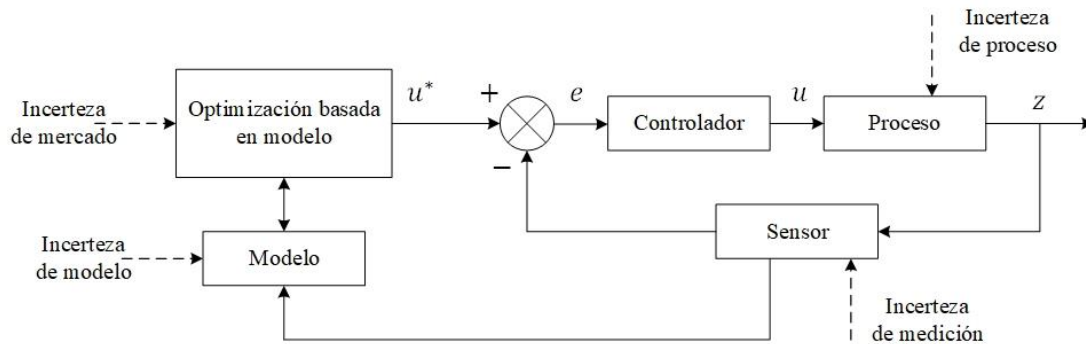 Incerteza
de proceso
Incerteza
de mercado
Optimización basada
en modelo
u*
+
e
Controlador
u
Proceso
z
−
Sensor
Incerteza
de modelo
Modelo
Incerteza
de medición